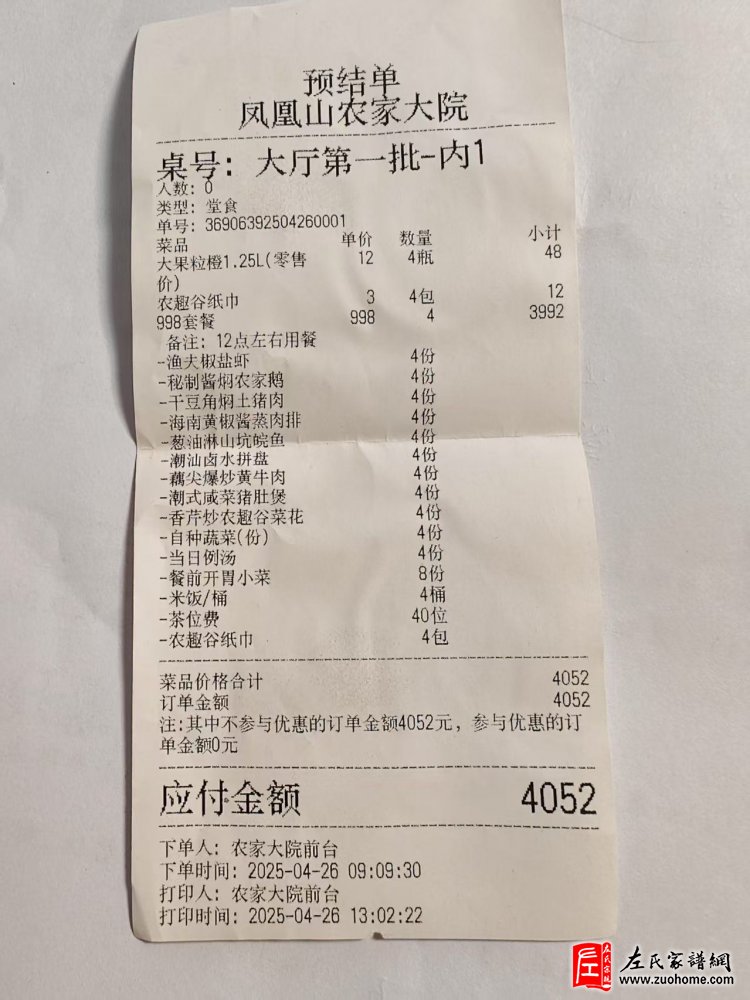 预结单
凤凰山农家大院
桌号: 大厅第一批-内1
人数: 0
类型: 堂食
单号: 36906392504260001
菜品 单价 数量 小计
大果粒橙1.25L(零售 12 4瓶 48
价)
农趣谷纸巾 3 4包 12
998套餐 998 4 3992
备注: 12点左右用餐
-渔夫椒盐虾 4份
-秘制酱焖农家鹅 4份
-干豆角焖土猪肉 4份
-海南黄椒酱蒸肉排 4份
-葱油淋山坑鲩鱼 4份
-潮汕卤水拼盘 4份
-藕尖爆炒黄牛肉 4份
-潮式咸菜猪肚煲 4份
-香芹炒农趣谷菜花 4份
-自种蔬菜(份) 4份
-当日例汤 4份
-餐前开胃小菜 8份
-米饭/桶 4桶
-茶位费 40位
-农趣谷纸巾 4包
菜品价格合计 4052
订单金额 4052
注:其中不参与优惠的订单金额4052元, 参与优惠的订
单金额0元
应付金额 4052
下单人: 农家大院前台
下单时间: 2025-04-26 09:09:30
打印人: 农家大院前台
打印时间: 2025-04-26 13:02:22
左氏家譜網
www.zuohome.com